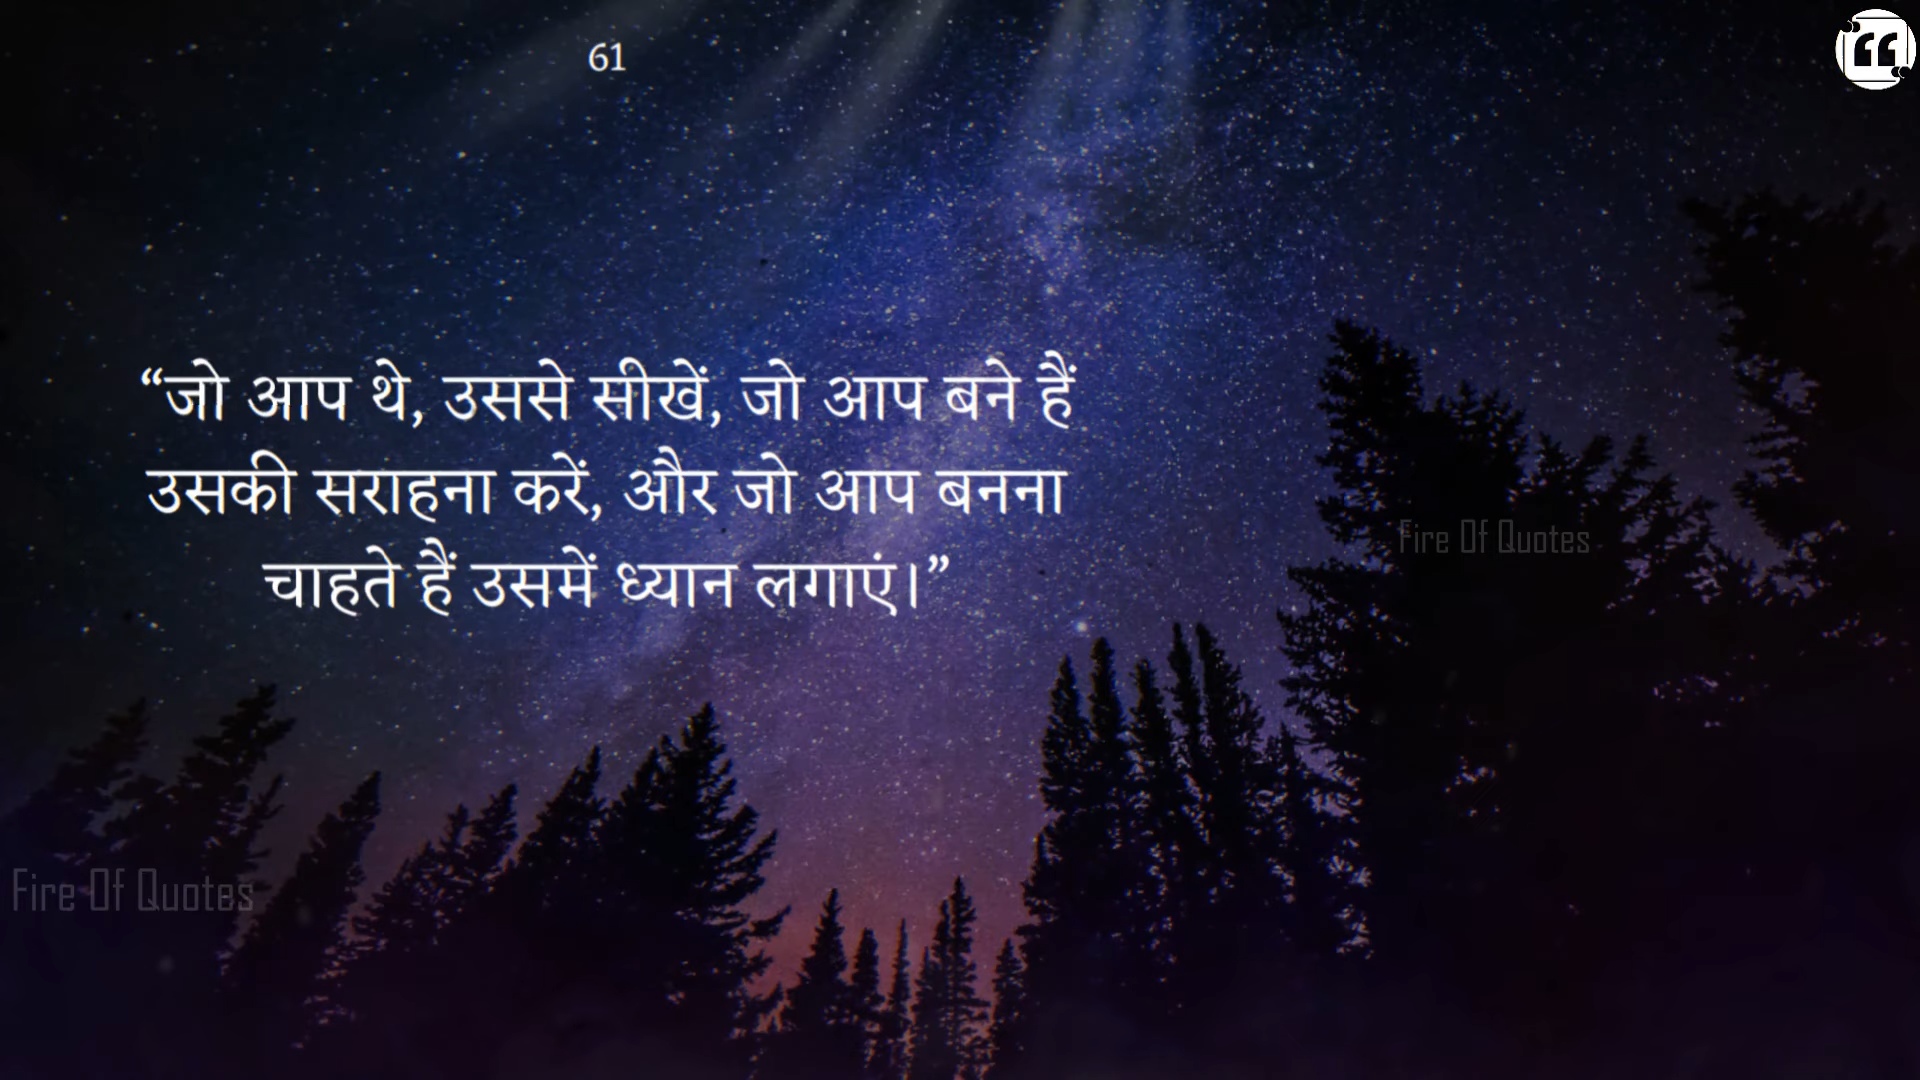 61
“जो आप थे, उससे सीखें, जो आप बने हैं
उसकी सराहना करें, और जो आप बनना
चाहते हैं उसमें ध्यान लगाएं।”
Fire Of Quotes
Fire Of Quotes